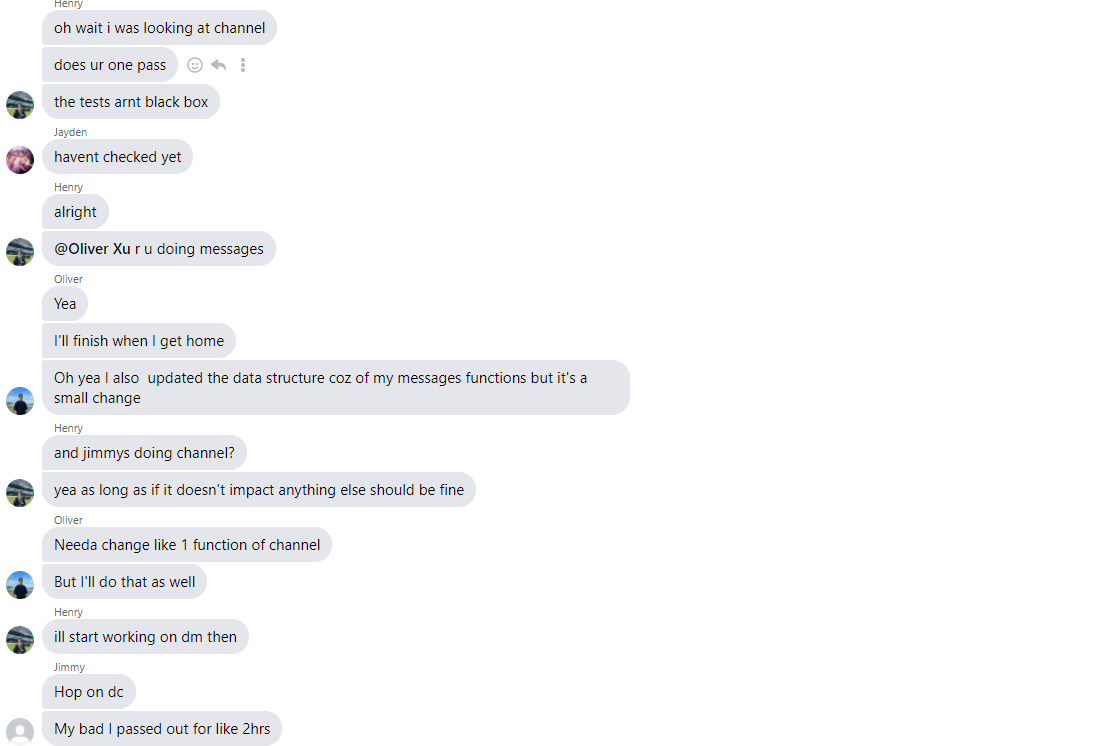 Henry
oh wait i was looking at channel
does ur one pass
the tests arnt black box
Jayden
havent checked yet
Henry
alright
@Oliver Xu r u doing messages
Oliver
Yea
I'll finish when I get home
Oh yea I also  updated the data structure coz of my messages functions but it's a
small change
Henry
and jimmys doing channel?
yea as long as if it doesn't impact anything else should be fine
Oliver
Needa change like 1 function of channel
But I'll do that as well
Henry
ill start working on dm then
Jimmy
Hop on dc
My bad I passed out for like 2hrs